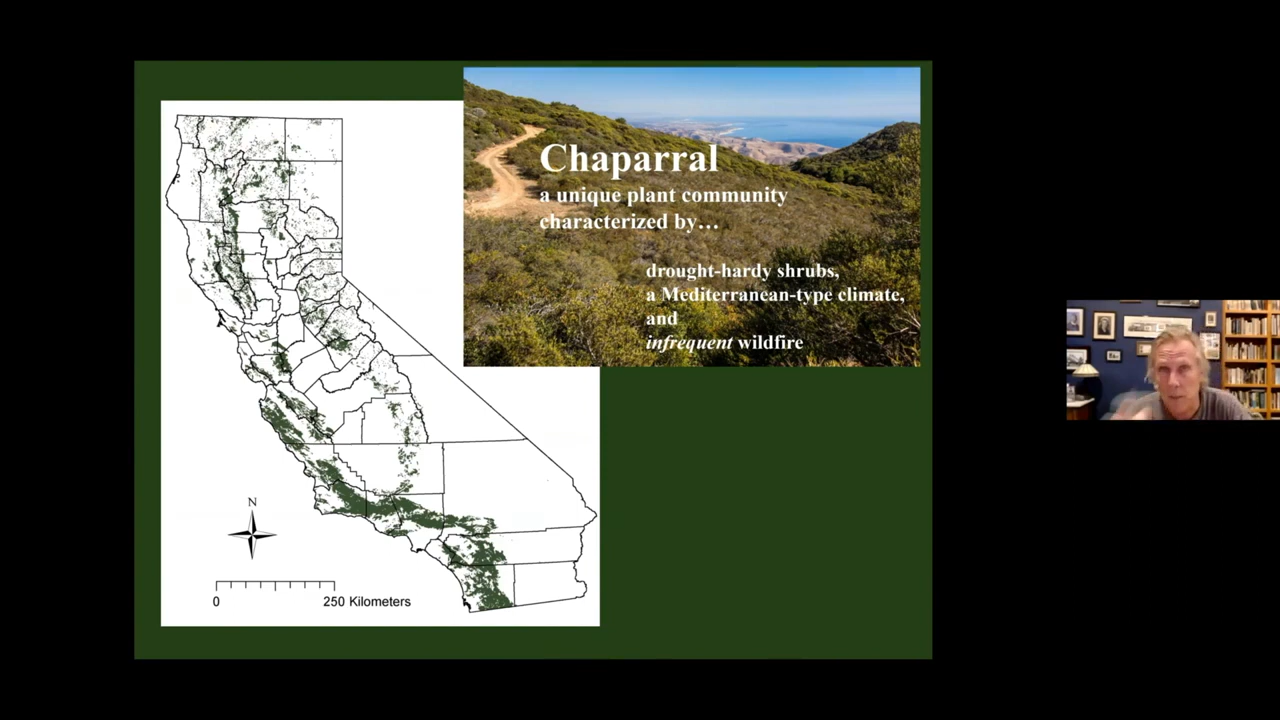 Chaparral
a unique plant community
characterized by…
drought-hardy shrubs,
a Mediterranean-type climate,
and
infrequent wildfire
N
0 250 Kilometers